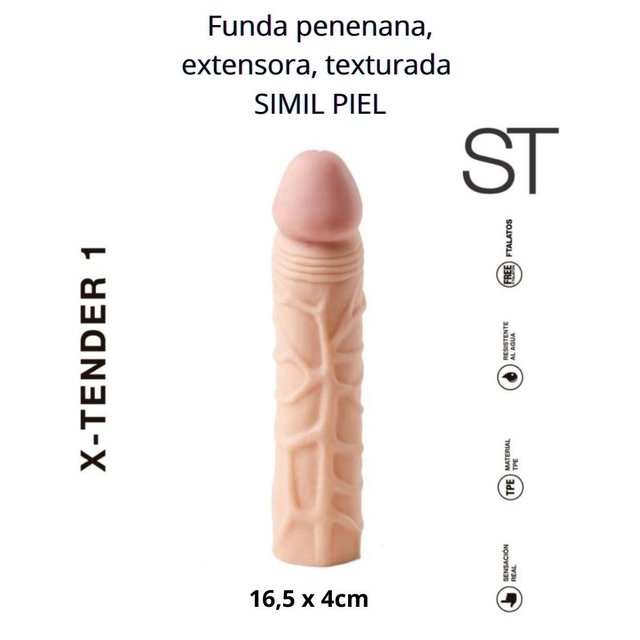 Funda penenana,
extensora, texturada
SIMIL PIEL
ST
X-TENDER 1
FREE
FTALATOS
RESISTENTE
AL AGUA
TPE
MATERIAL
TPE
SENSACIÓN
REAL
16,5 x 4cm